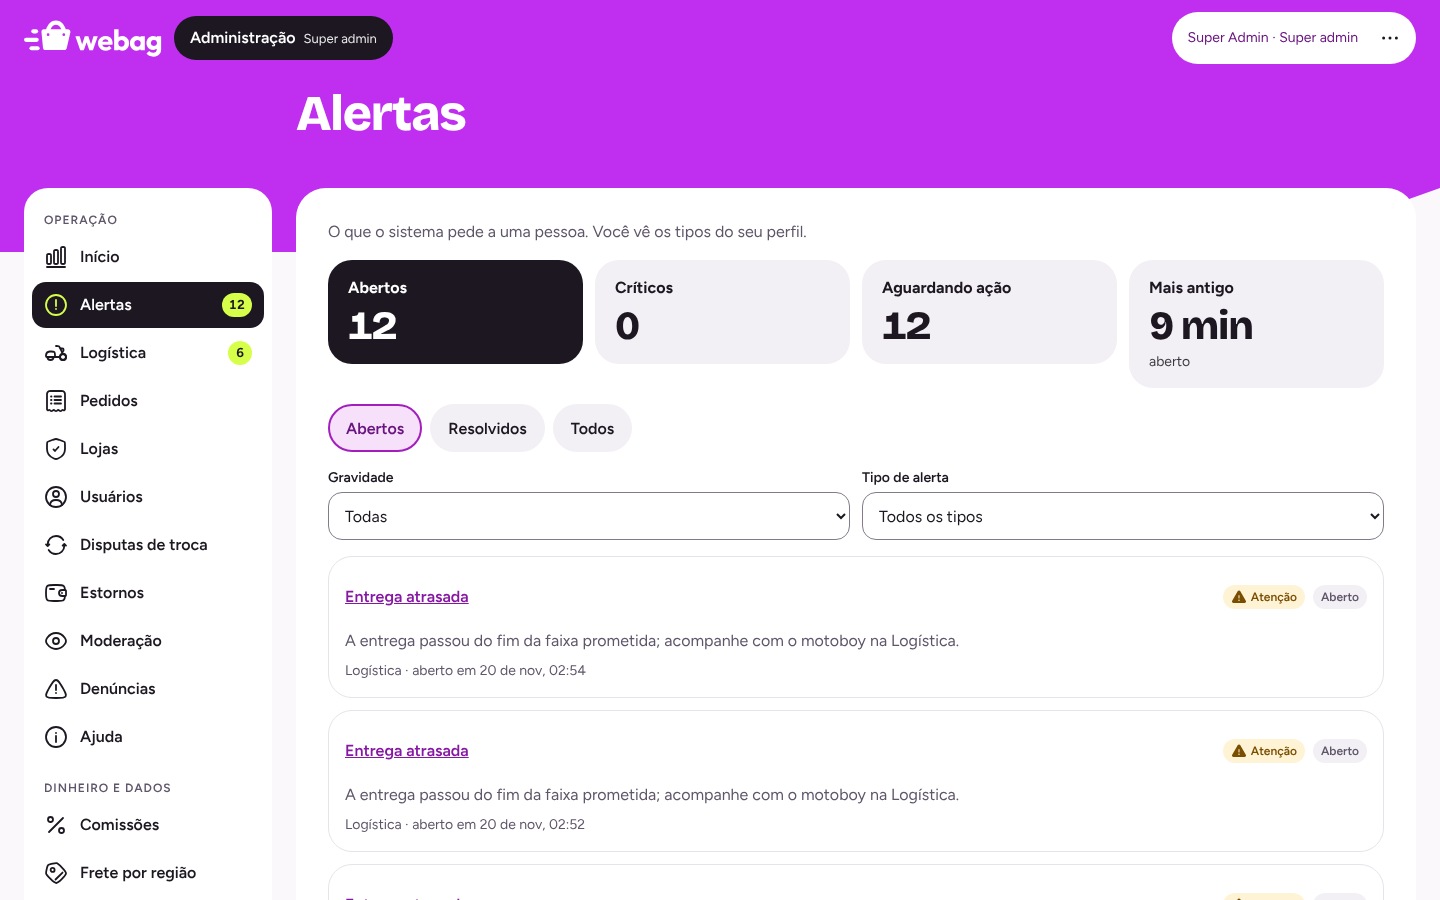 webag
Administração Super admin
Super Admin · Super admin
Alertas
OPERAÇÃO
Início
Alertas 12
Logística 6
Pedidos
Lojas
Usuários
Disputas de troca
Estornos
Moderação
Denúncias
Ajuda
DINHEIRO E DADOS
Comissões
Frete por região
O que o sistema pede a uma pessoa. Você vê os tipos do seu perfil.
Abertos
12
Críticos
0
Aguardando ação
12
Mais antigo
9 min
aberto
Abertos Resolvidos Todos
Gravidade
Todas
Tipo de alerta
Todos os tipos
Entrega atrasada Atenção Aberto
A entrega passou do fim da faixa prometida; acompanhe com o motoboy na Logística.
Logística · aberto em 20 de nov, 02:54
Entrega atrasada Atenção Aberto
A entrega passou do fim da faixa prometida; acompanhe com o motoboy na Logística.
Logística · aberto em 20 de nov, 02:52